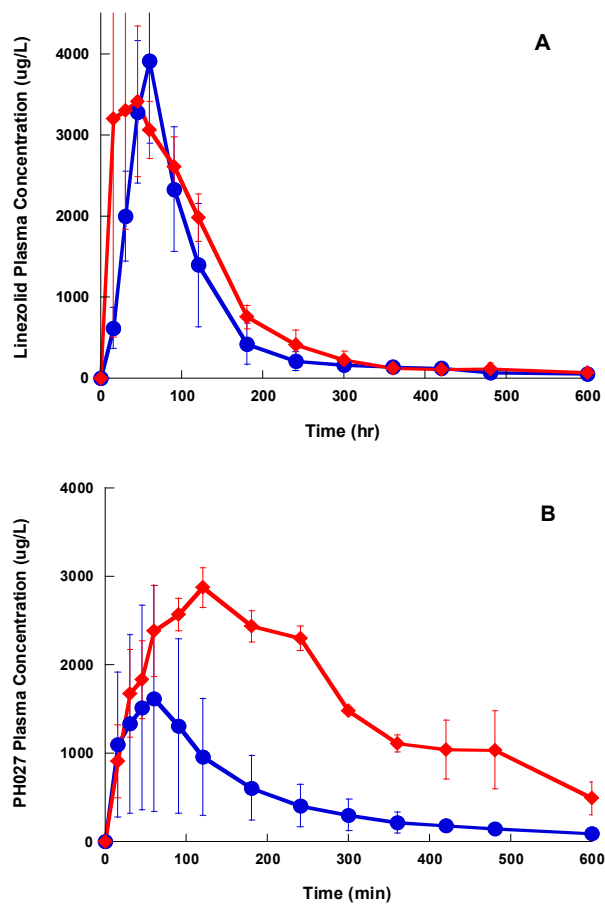 A
Linezolid Plasma Concentration (ug/L)
4000
3000
2000
1000
0
0 100 200 300 400 500 600
Time (hr)
B
PH027 Plasma Concentration (ug/L)
4000
3000
2000
1000
0
0 100 200 300 400 500 600
Time (min)